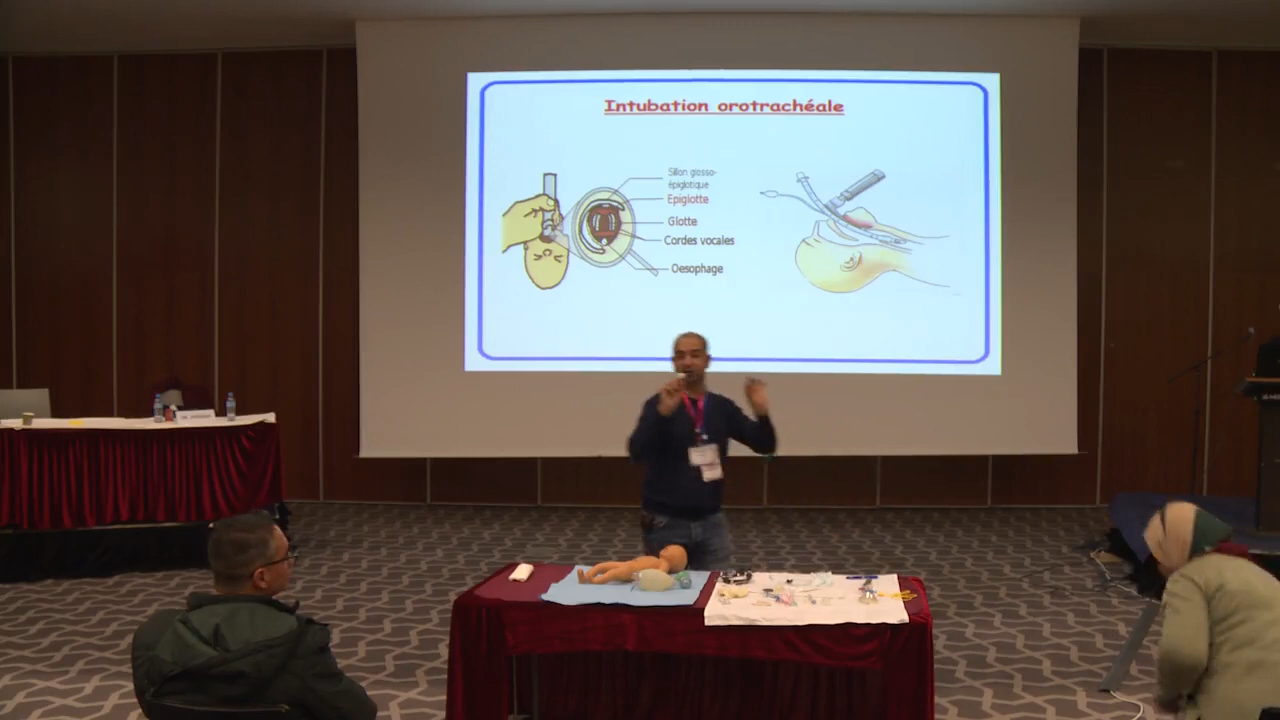 Intubation orotrachéale
Sillon glosso-
épiglotique
Epiglotte
Glotte
Cordes vocales
Oesophage